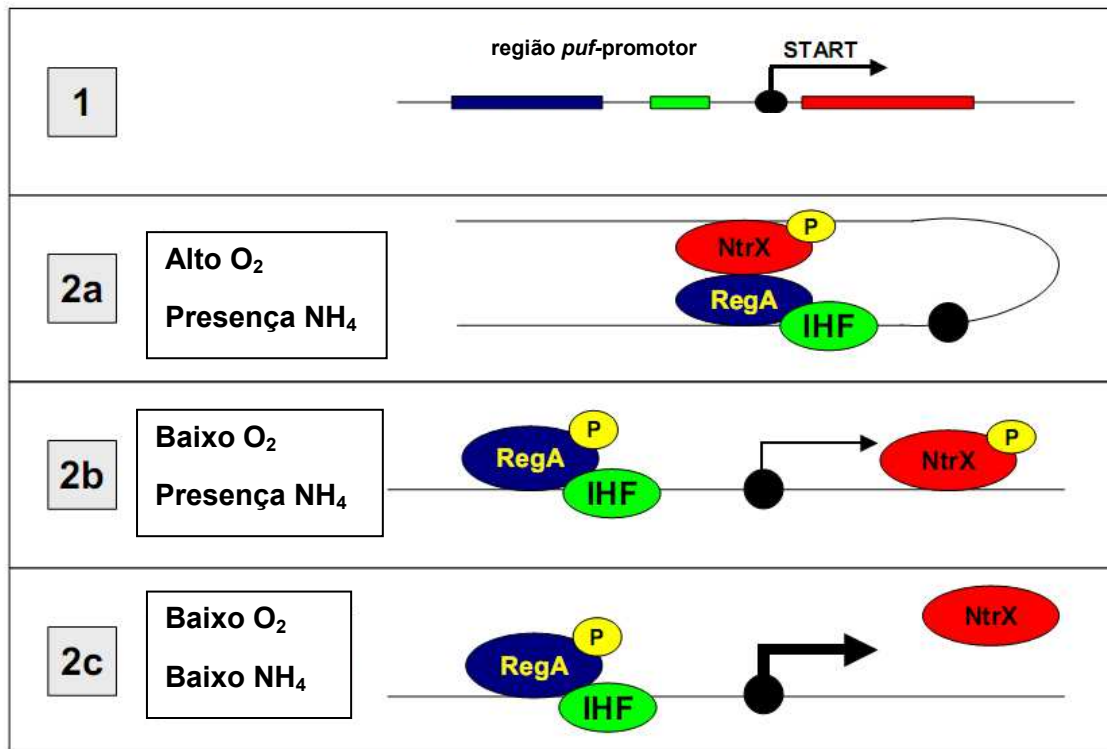 região puf-promotor
START
1
2a
Alto O₂
Presença NH₄
P
NtrX
RegA
IHF
2b
Baixo O₂
Presença NH₄
P
RegA
IHF
P
NtrX
2c
Baixo O₂
Baixo NH₄
P
RegA
IHF
NtrX